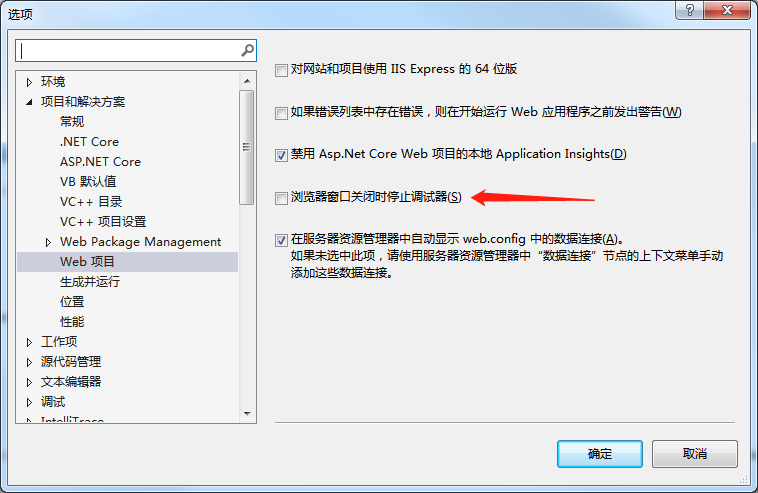 选项
环境
项目和解决方案
常规
.NET Core
ASP.NET Core
VB 默认值
VC++ 目录
VC++ 项目设置
Web Package Management
Web 项目
生成并运行
位置
性能
工作项
源代码管理
文本编辑器
调试
IntelliTrace
对网站和项目使用 IIS Express 的 64 位版
如果错误列表中存在错误，则在开始运行 Web 应用程序之前发出警告(W)
禁用 Asp.Net Core Web 项目的本地 Application Insights(D)
浏览器窗口关闭时停止调试器(S)
在服务器资源管理器中自动显示 web.config 中的数据连接(A)。
如果未选中此项，请使用服务器资源管理器中“数据连接”节点的上下文菜单手动
添加这些数据连接。
确定
取消